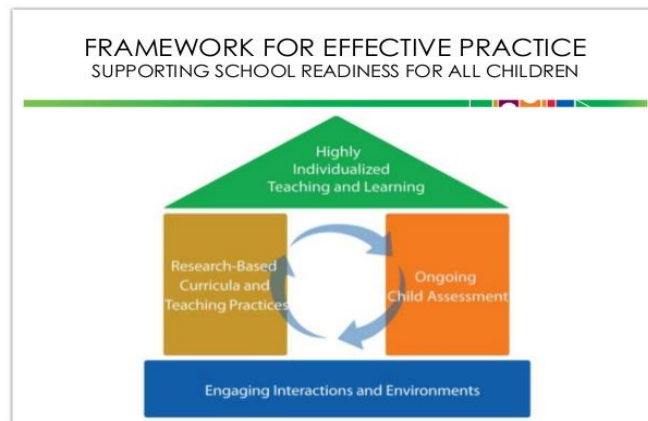 FRAMEWORK FOR EFFECTIVE PRACTICE
SUPPORTING SCHOOL READINESS FOR ALL CHILDREN
Highly
Individualized
Teaching and Learning
Research-Based
Curricula and
Teaching Practices
Ongoing
Child Assessment
Engaging Interactions and Environments